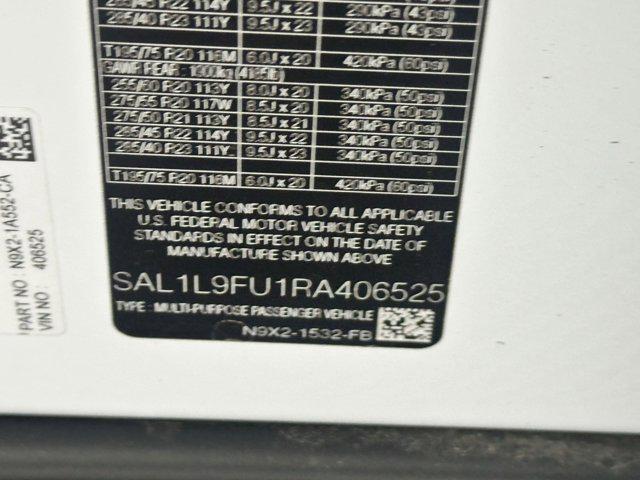 285/45 R22 114Y 9.5J x 22 290kPa (43psi)
285/40 R23 111Y 9.5J x 23 290kPa (43psi)
T195/75 R20 116M 6.0J x 20 420kPa (60psi)
GAWR REAR : 1900kg (4185lb)
255/60 R20 113Y 8.0J x 20 340kPa (50psi)
275/55 R20 117W 8.5J x 20 340kPa (50psi)
275/50 R21 113Y 8.5J x 21 340kPa (50psi)
285/45 R22 114Y 9.5J x 22 340kPa (50psi)
285/40 R23 111Y 9.5J x 23 340kPa (50psi)
T195/75 R20 116M 6.0J x 20 420kPa (60psi)
THIS VEHICLE CONFORMS TO ALL APPLICABLE
U.S. FEDERAL MOTOR VEHICLE SAFETY
STANDARDS IN EFFECT ON THE DATE OF
MANUFACTURE SHOWN ABOVE
SAL1L9FU1RA406525
TYPE : MULTI-PURPOSE PASSENGER VEHICLE
N9X2-1532-FB
PART NO : N9X2-1A552-CA
VIN NO : 406525